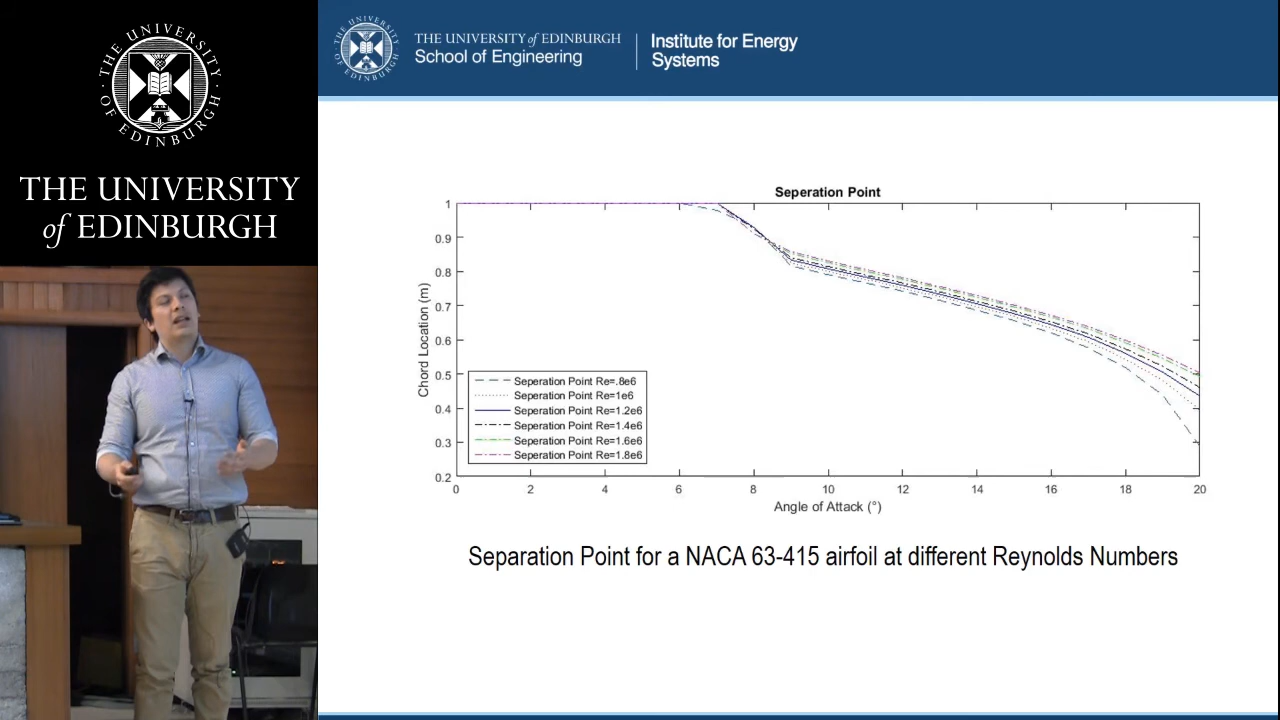 THE UNIVERSITY
of EDINBURGH
THE UNIVERSITY of EDINBURGH
School of Engineering
Institute for Energy
Systems
THE UNIVERSITY OF EDINBURGH
THE UNIVERSITY OF EDINBURGH
Seperation Point
Chord Location (m)
1
0.9
0.8
0.7
0.6
0.5
0.4
0.3
0.2
Seperation Point Re=.8e6
Seperation Point Re=1e6
Seperation Point Re=1.2e6
Seperation Point Re=1.4e6
Seperation Point Re=1.6e6
Seperation Point Re=1.8e6
0 2 4 6 8 10 12 14 16 18 20
Angle of Attack (°)
Separation Point for a NACA 63-415 airfoil at different Reynolds Numbers